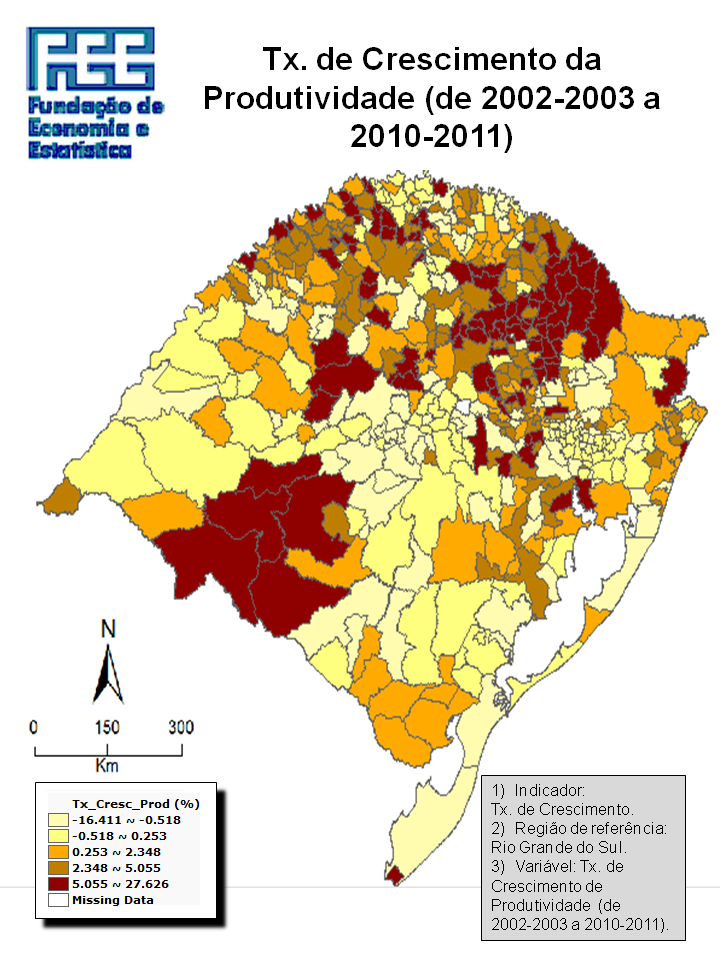 FEE
Fundação de
Economia e
Estatística
Tx. de Crescimento da
Produtividade (de 2002-2003 a
2010-2011)
N
0 150 300
Km
Tx_Cresc_Prod (%)
-16.411 ~ -0.518
-0.518 ~ 0.253
0.253 ~ 2.348
2.348 ~ 5.055
5.055 ~ 27.626
Missing Data
1) Indicador:
Tx. de Crescimento.
2) Região de referência:
Rio Grande do Sul.
3) Variável: Tx. de
Crescimento de
Produtividade (de
2002-2003 a 2010-2011).